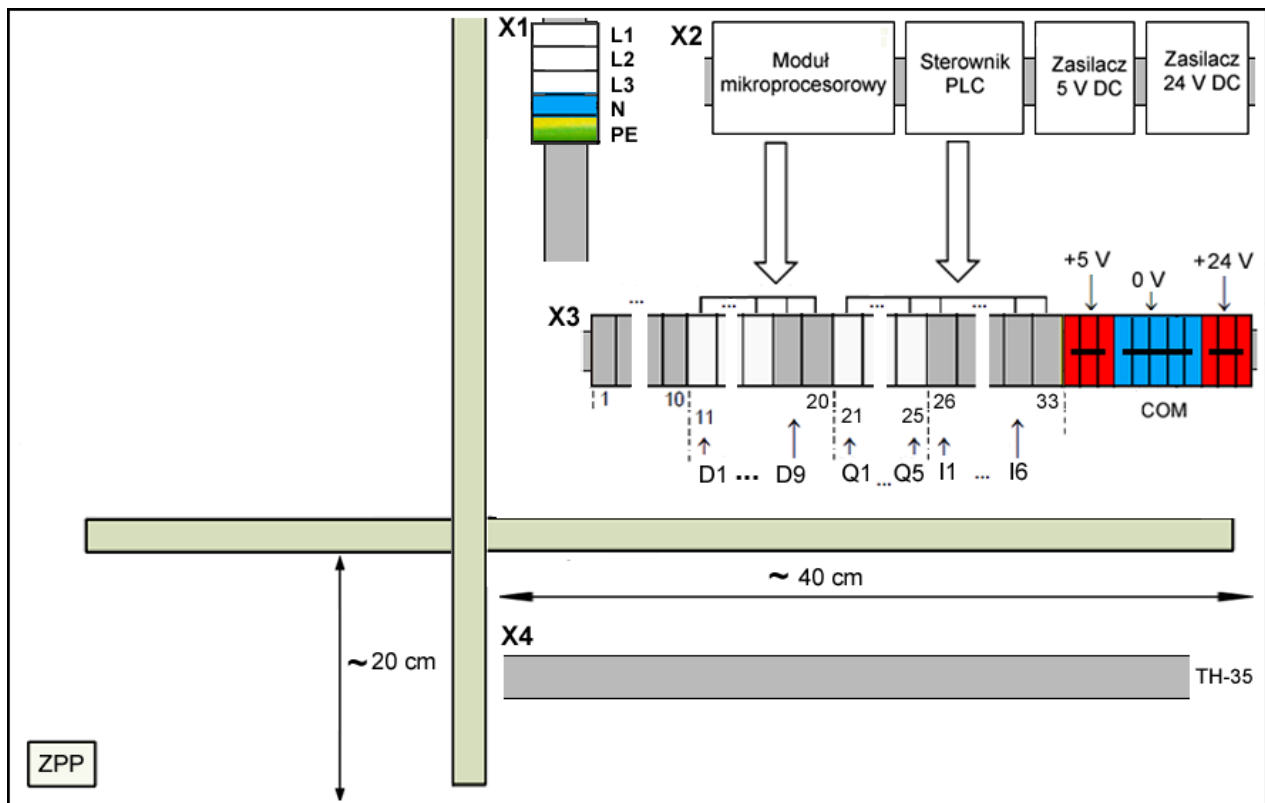 X1
L1
L2
L3
N
PE
X2
Moduł
mikroprocesorowy
Sterownik
PLC
Zasilacz
5 V DC
Zasilacz
24 V DC
+5 V
0 V
+24 V
X3
...
...
...
...
1
10
11
20
21
25
26
33
COM
D1 ... D9
Q1 ... Q5
I1 ... I6
~ 40 cm
X4
~ 20 cm
TH-35
ZPP